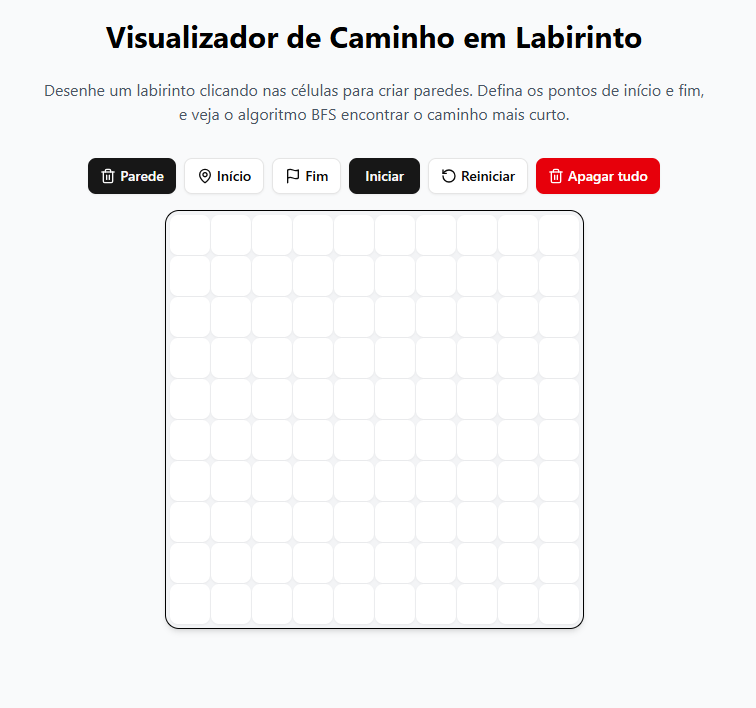 Visualizador de Caminho em Labirinto
Desenhe um labirinto clicando nas células para criar paredes. Defina os pontos de início e fim,
e veja o algoritmo BFS encontrar o caminho mais curto.
Parede Início Fim Iniciar Reiniciar Apagar tudo